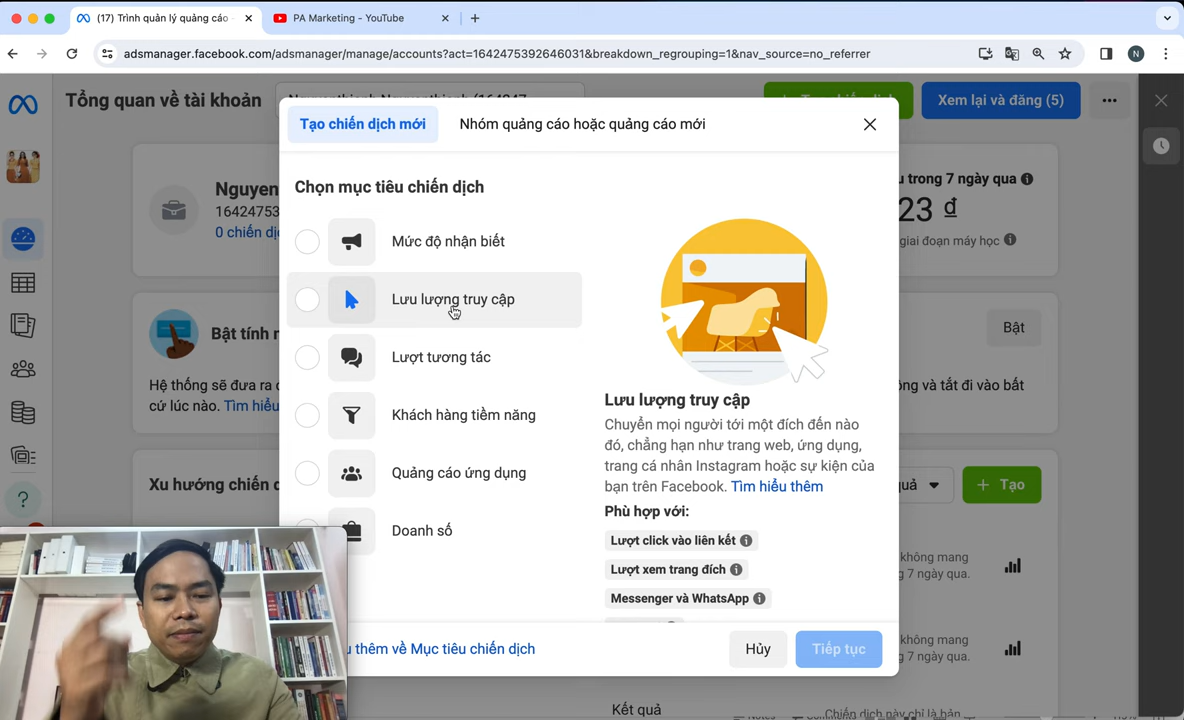 (17) Trình quản lý quảng cáo
PA Marketing - YouTube
adsmanager.facebook.com/adsmanager/manage/accounts?act=1642475392646031&breakdown_regrouping=1&nav_source=no_referrer
N
Tổng quan về tài khoản
Xem lại và đăng (5)
Tạo chiến dịch mới
Nhóm quảng cáo hoặc quảng cáo mới
Chọn mục tiêu chiến dịch
Mức độ nhận biết
Lưu lượng truy cập
Lượt tương tác
Khách hàng tiềm năng
Quảng cáo ứng dụng
Doanh số
Lưu lượng truy cập
Chuyển mọi người tới một đích đến nào
đó, chẳng hạn như trang web, ứng dụng,
trang cá nhân Instagram hoặc sự kiện của
bạn trên Facebook. Tìm hiểu thêm
Phù hợp với:
Lượt click vào liên kết
Lượt xem trang đích
Messenger và WhatsApp
thêm về Mục tiêu chiến dịch
Hủy
Tiếp tục
Nguyen
16424753
0 chiến dị
trong 7 ngày qua
23 đ
giai đoạn máy học
Bật tính n
Bật
Hệ thống sẽ đưa ra
cứ lúc nào. Tìm hiểu
ng và tắt đi vào bất
Xu hướng chiến d
quả
+ Tạo
không mang
7 ngày qua.
không mang
7 ngày qua.
Kết quả
Chiến dịch này chỉ là bản